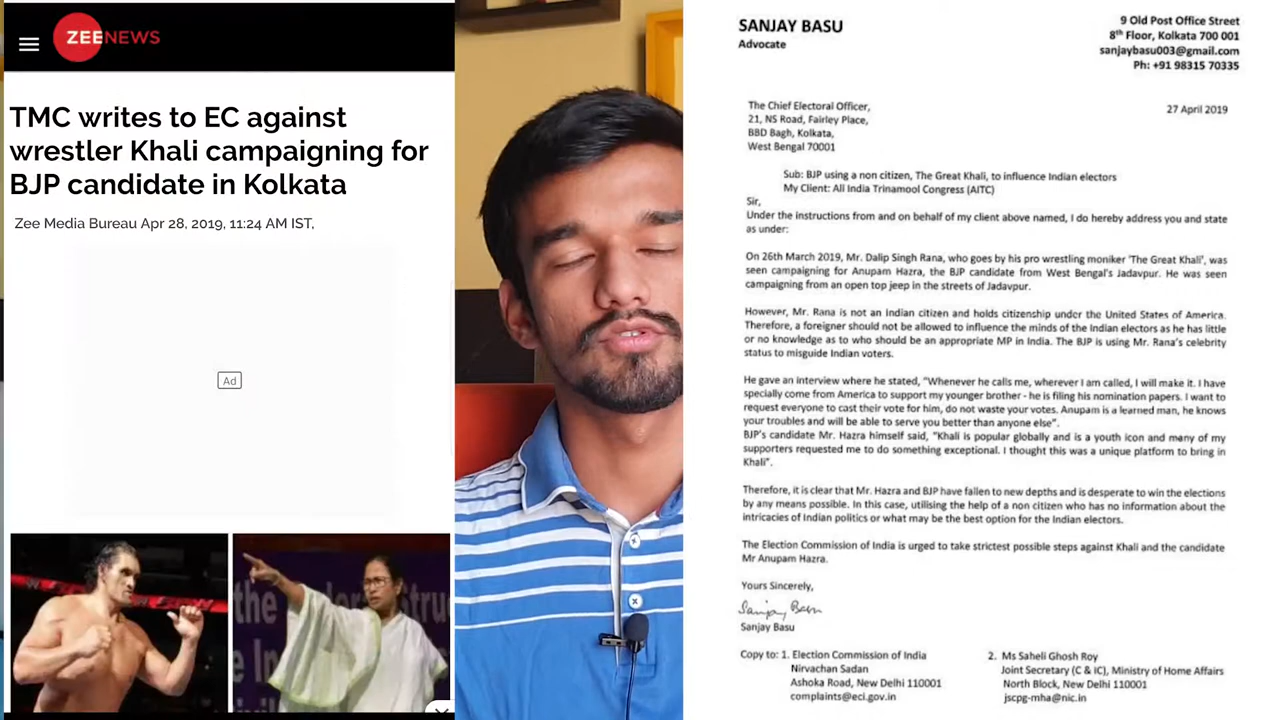 ZEENEWS
TMC writes to EC against
wrestler Khali campaigning for
BJP candidate in Kolkata
Zee Media Bureau Apr 28, 2019, 11:24 AM IST,
Ad
the
SANJAY BASU
Advocate
9 Old Post Office Street
8th Floor, Kolkata 700 001
sanjaybasu003@gmail.com
Ph: +91 98315 70335
The Chief Electoral Officer,
21, NS Road, Fairley Place,
BBD Bagh, Kolkata,
West Bengal 70001
27 April 2019
Sub: BJP using a non citizen, The Great Khali, to influence Indian electors
My Client: All India Trinamool Congress (AITC)
Sir,
Under the instructions from and on behalf of my client above named, I do hereby address you and state
as under:
On 26th March 2019, Mr. Dalip Singh Rana, who goes by his pro wrestling moniker 'The Great Khali', was
seen campaigning for Anupam Hazra, the BJP candidate from West Bengal's Jadavpur. He was seen
campaigning from an open top jeep in the streets of Jadavpur.
However, Mr. Rana is not an Indian citizen and holds citizenship under the United States of America.
Therefore, a foreigner should not be allowed to influence the minds of the Indian electors as he has little
or no knowledge as to who should be an appropriate MP in India. The BJP is using Mr. Rana's celebrity
status to misguide Indian voters.
He gave an interview where he stated, "Whenever he calls me, wherever I am called, I will make it. I have
specially come from America to support my younger brother - he is filing his nomination papers. I want to
request everyone to cast their vote for him, do not waste your votes. Anupam is a learned man, he knows
your troubles and will be able to serve you better than anyone else".
BJP's candidate Mr. Hazra himself said, "Khali is popular globally and is a youth icon and many of my
supporters requested me to do something exceptional. I thought this was a unique platform to bring in
Khali".
Therefore, it is clear that Mr. Hazra and BJP have fallen to new depths and is desperate to win the elections
by any means possible. In this case, utilising the help of a non citizen who has no information about the
intricacies of Indian politics or what may be the best option for the Indian electors.
The Election Commission of India is urged to take strictest possible steps against Khali and the candidate
Mr Anupam Hazra.
Yours Sincerely,
Sanjay Basu
Sanjay Basu
Copy to: 1. Election Commission of India
Nirvachan Sadan
Ashoka Road, New Delhi 110001
complaints@eci.gov.in
2. Ms Saheli Ghosh Roy
Joint Secretary (C & IC), Ministry of Home Affairs
North Block, New Delhi 110001
jscpg-mha@nic.in